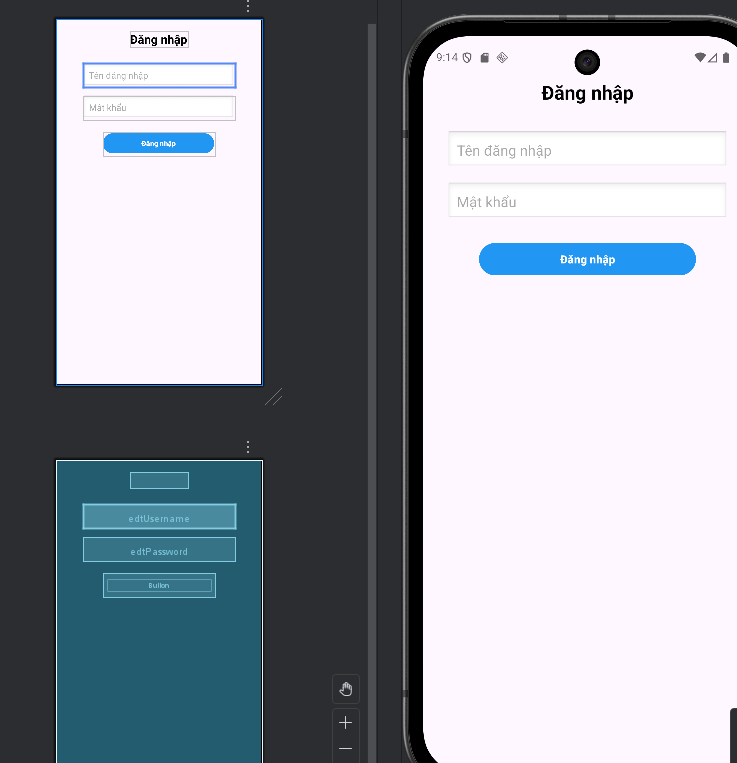 Đăng nhập
Tên đăng nhập
Mật khẩu
Đăng nhập
edtUsername
edtPassword
Button
9:14
Đăng nhập
Tên đăng nhập
Mật khẩu
Đăng nhập